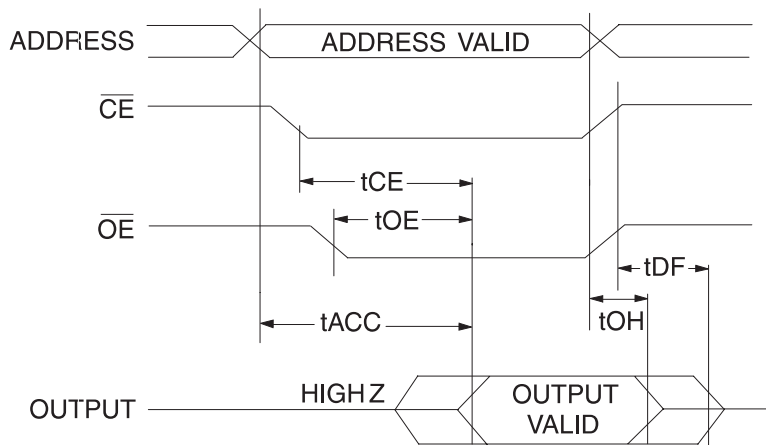 ADDRESS
ADDRESS VALID
CE
tCE
tOE
OE
tDF
tACC
tOH
HIGH Z
OUTPUT
OUTPUT
VALID